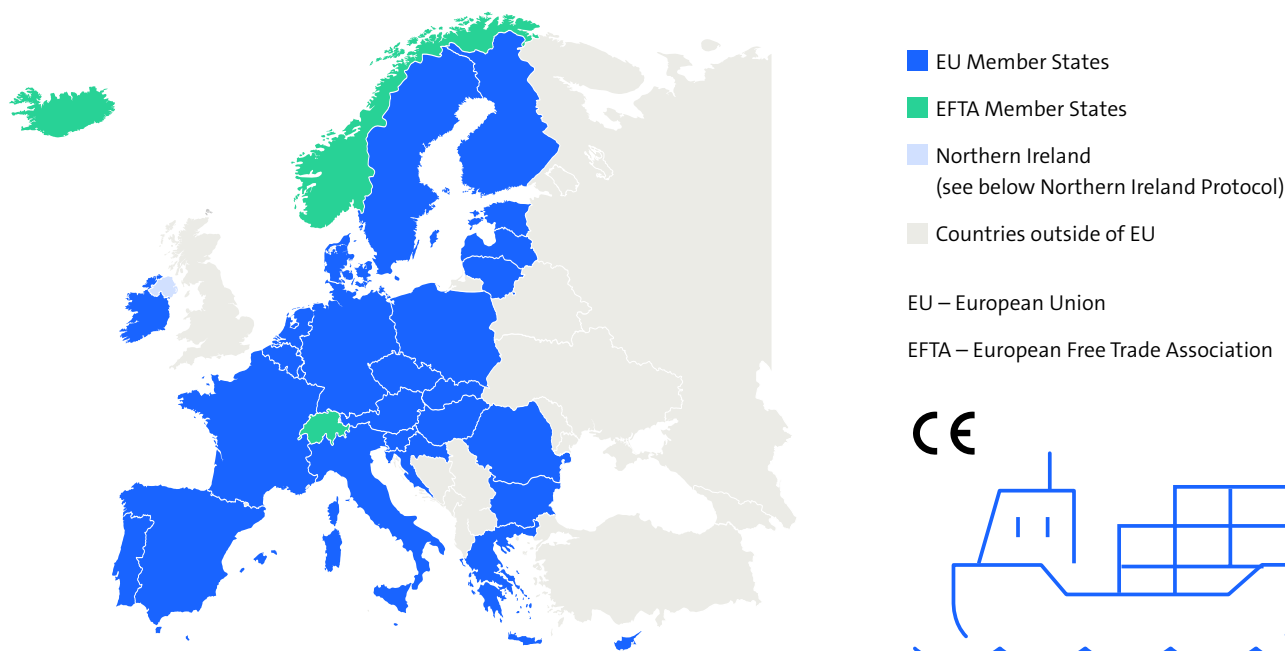 EU Member States
EFTA Member States
Northern Ireland
(see below Northern Ireland Protocol)
Countries outside of EU
EU – European Union
EFTA – European Free Trade Association
CE